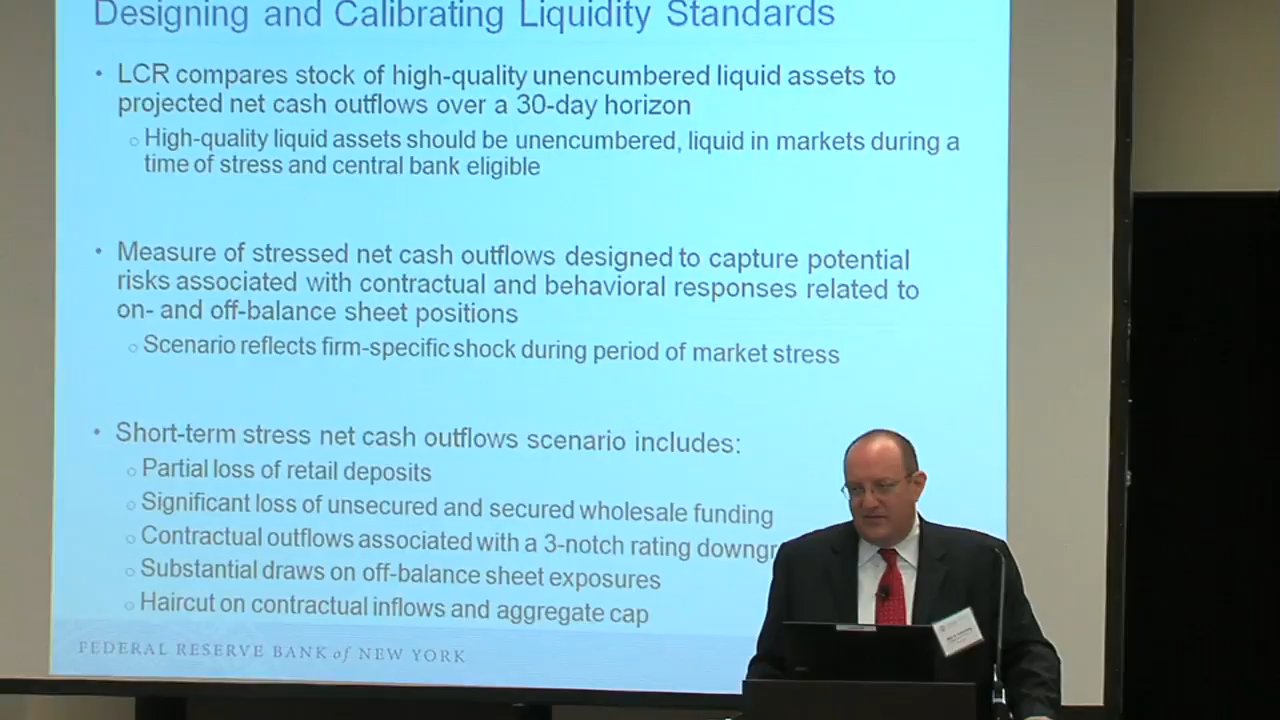 Designing and Calibrating Liquidity Standards
• LCR compares stock of high-quality unencumbered liquid assets to
projected net cash outflows over a 30-day horizon
○ High-quality liquid assets should be unencumbered, liquid in markets during a
time of stress and central bank eligible
• Measure of stressed net cash outflows designed to capture potential
risks associated with contractual and behavioral responses related to
on- and off-balance sheet positions
○ Scenario reflects firm-specific shock during period of market stress
• Short-term stress net cash outflows scenario includes:
○ Partial loss of retail deposits
○ Significant loss of unsecured and secured wholesale funding
○ Contractual outflows associated with a 3-notch rating downgr
○ Substantial draws on off-balance sheet exposures
○ Haircut on contractual inflows and aggregate cap
FEDERAL RESERVE BANK of NEW YORK